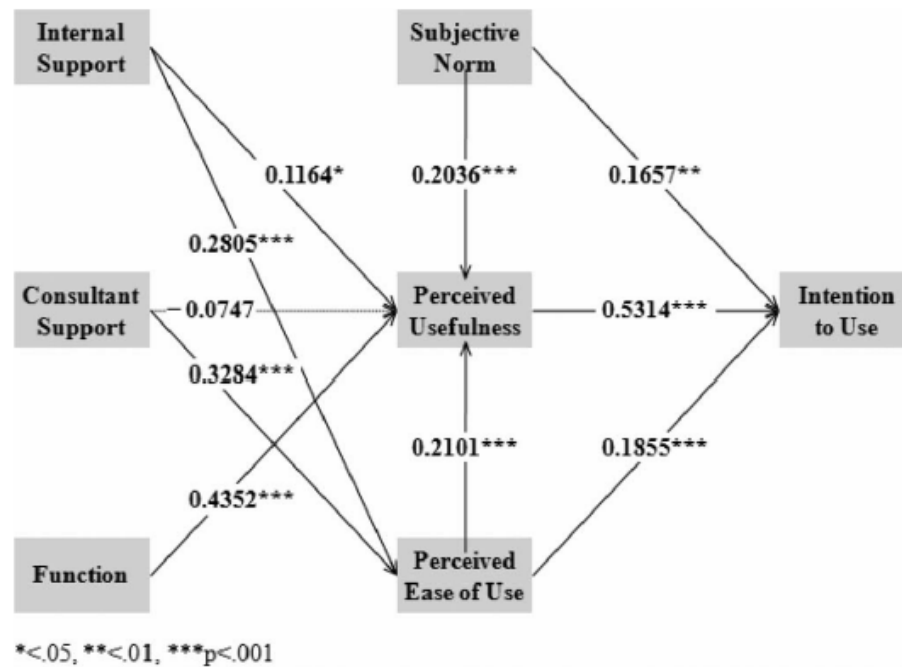 Internal
Support
Subjective
Norm
0.1164*
0.2036***
0.1657**
0.2805***
Consultant
Support
– 0.0747
Perceived
Usefulness
0.5314***
Intention
to Use
0.3284***
0.2101***
0.1855***
0.4352***
Function
Perceived
Ease of Use
*<.05, **<.01, ***p<.001